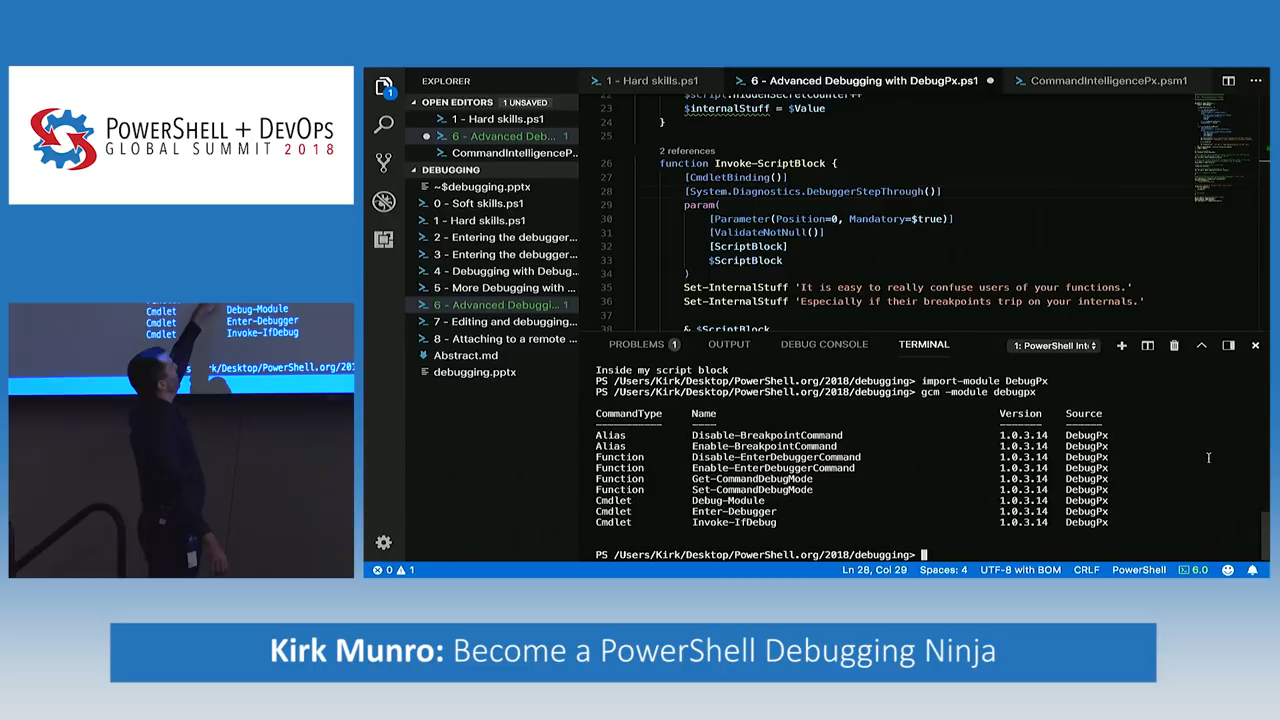 POWERSHELL + DEVOPS
GLOBAL SUMMIT 2018
Cmdlet Debug-Module
Cmdlet Enter-Debugger
Cmdlet Invoke-IfDebug
rk/Desktop/PowerShell.org/201
1
EXPLORER
OPEN EDITORS 1 UNSAVED
1 - Hard skills.ps1
6 - Advanced Deb... 1
CommandIntelligenceP...
DEBUGGING
~$debugging.pptx
0 - Soft skills.ps1
1 - Hard skills.ps1
2 - Entering the debugger...
3 - Entering the debugger...
4 - Debugging with Debug...
5 - More Debugging with ...
6 - Advanced Debuggi... 1
7 - Editing and debugging...
8 - Attaching to a remote ...
Abstract.md
debugging.pptx
1 - Hard skills.ps1
6 - Advanced Debugging with DebugPx.ps1
CommandIntelligencePx.psm1
22 $script:HiddenSecretCounter++
23 $internalStuff = $Value
24 }
25
2 references
26 function Invoke-ScriptBlock {
27 [CmdletBinding()]
28 [System.Diagnostics.DebuggerStepThrough()]
29 param(
30 [Parameter(Position=0, Mandatory=$true)]
31 [ValidateNotNull()]
32 [ScriptBlock]
33 $ScriptBlock
34 )
35 Set-InternalStuff 'It is easy to really confuse users of your functions.'
36 Set-InternalStuff 'Especially if their breakpoints trip on your internals.'
& $ScriptBlock
PROBLEMS 1 OUTPUT DEBUG CONSOLE TERMINAL 1: PowerShell Inte
Inside my script block
PS /Users/Kirk/Desktop/PowerShell.org/2018/debugging> import-module DebugPx
PS /Users/Kirk/Desktop/PowerShell.org/2018/debugging> gcm -module debugpx
CommandType Name Version Source
----------- ---- ------- ------
Alias Disable-BreakpointCommand 1.0.3.14 DebugPx
Alias Enable-BreakpointCommand 1.0.3.14 DebugPx
Function Disable-EnterDebuggerCommand 1.0.3.14 DebugPx
Function Enable-EnterDebuggerCommand 1.0.3.14 DebugPx
Function Get-CommandDebugMode 1.0.3.14 DebugPx
Function Set-CommandDebugMode 1.0.3.14 DebugPx
Cmdlet Debug-Module 1.0.3.14 DebugPx
Cmdlet Enter-Debugger 1.0.3.14 DebugPx
Cmdlet Invoke-IfDebug 1.0.3.14 DebugPx
PS /Users/Kirk/Desktop/PowerShell.org/2018/debugging>
0 1 Ln 28, Col 29 Spaces: 4 UTF-8 with BOM CRLF PowerShell 6.0
Kirk Munro: Become a PowerShell Debugging Ninja